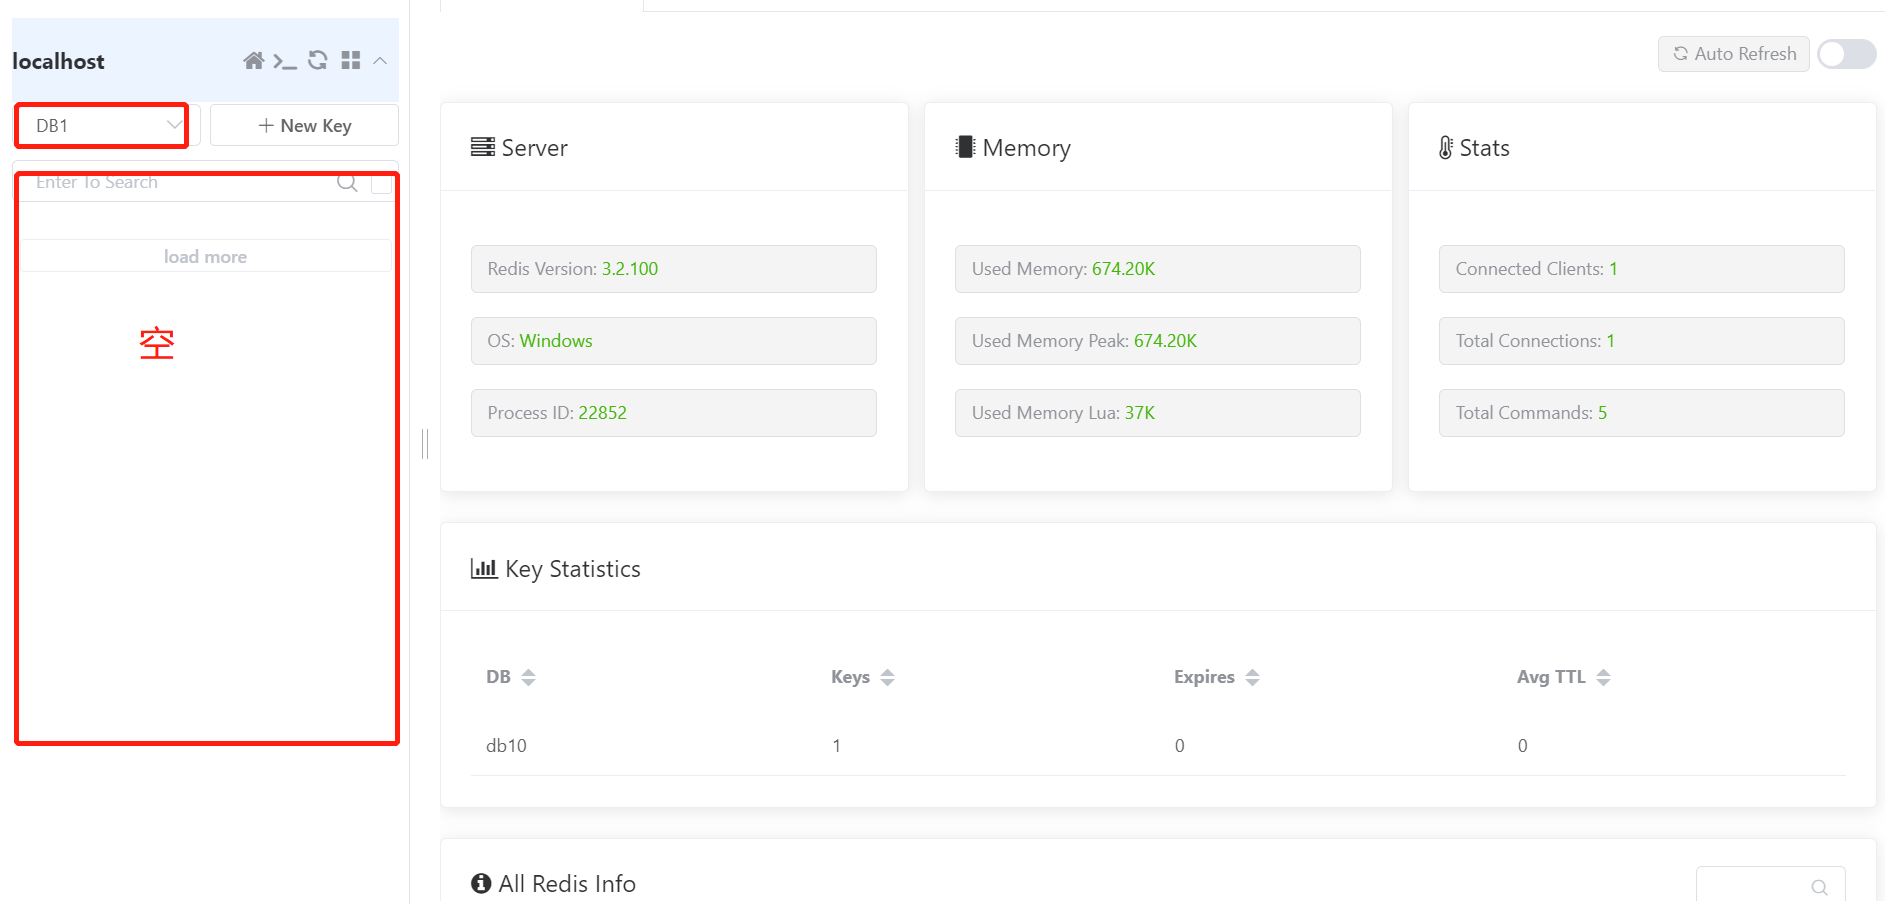 localhost
DB1
+ New Key
Enter To Search
load more
空
Auto Refresh
Server
Redis Version: 3.2.100
OS: Windows
Process ID: 22852
Memory
Used Memory: 674.20K
Used Memory Peak: 674.20K
Used Memory Lua: 37K
Stats
Connected Clients: 1
Total Connections: 1
Total Commands: 5
Key Statistics
DB Keys Expires Avg TTL
db10 1 0 0
All Redis Info